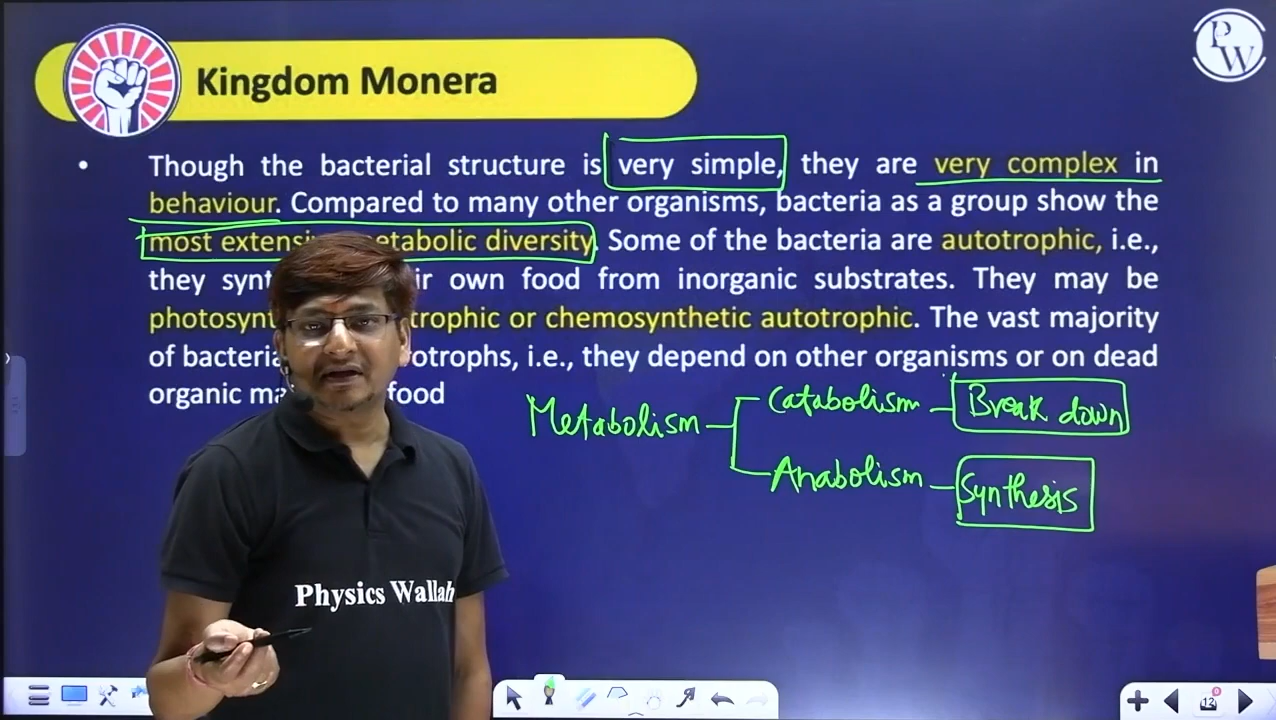 Kingdom Monera
PW
• Though the bacterial structure is very simple, they are very complex in
behaviour. Compared to many other organisms, bacteria as a group show the
most extensi etabolic diversity. Some of the bacteria are autotrophic, i.e.,
they synt ir own food from inorganic substrates. They may be
photosyn trophic or chemosynthetic autotrophic. The vast majority
of bacteria otrophs, i.e., they depend on other organisms or on dead
organic ma food
Metabolism
Catabolism - Break down
Anabolism - Synthesis
Physics Wallah
12